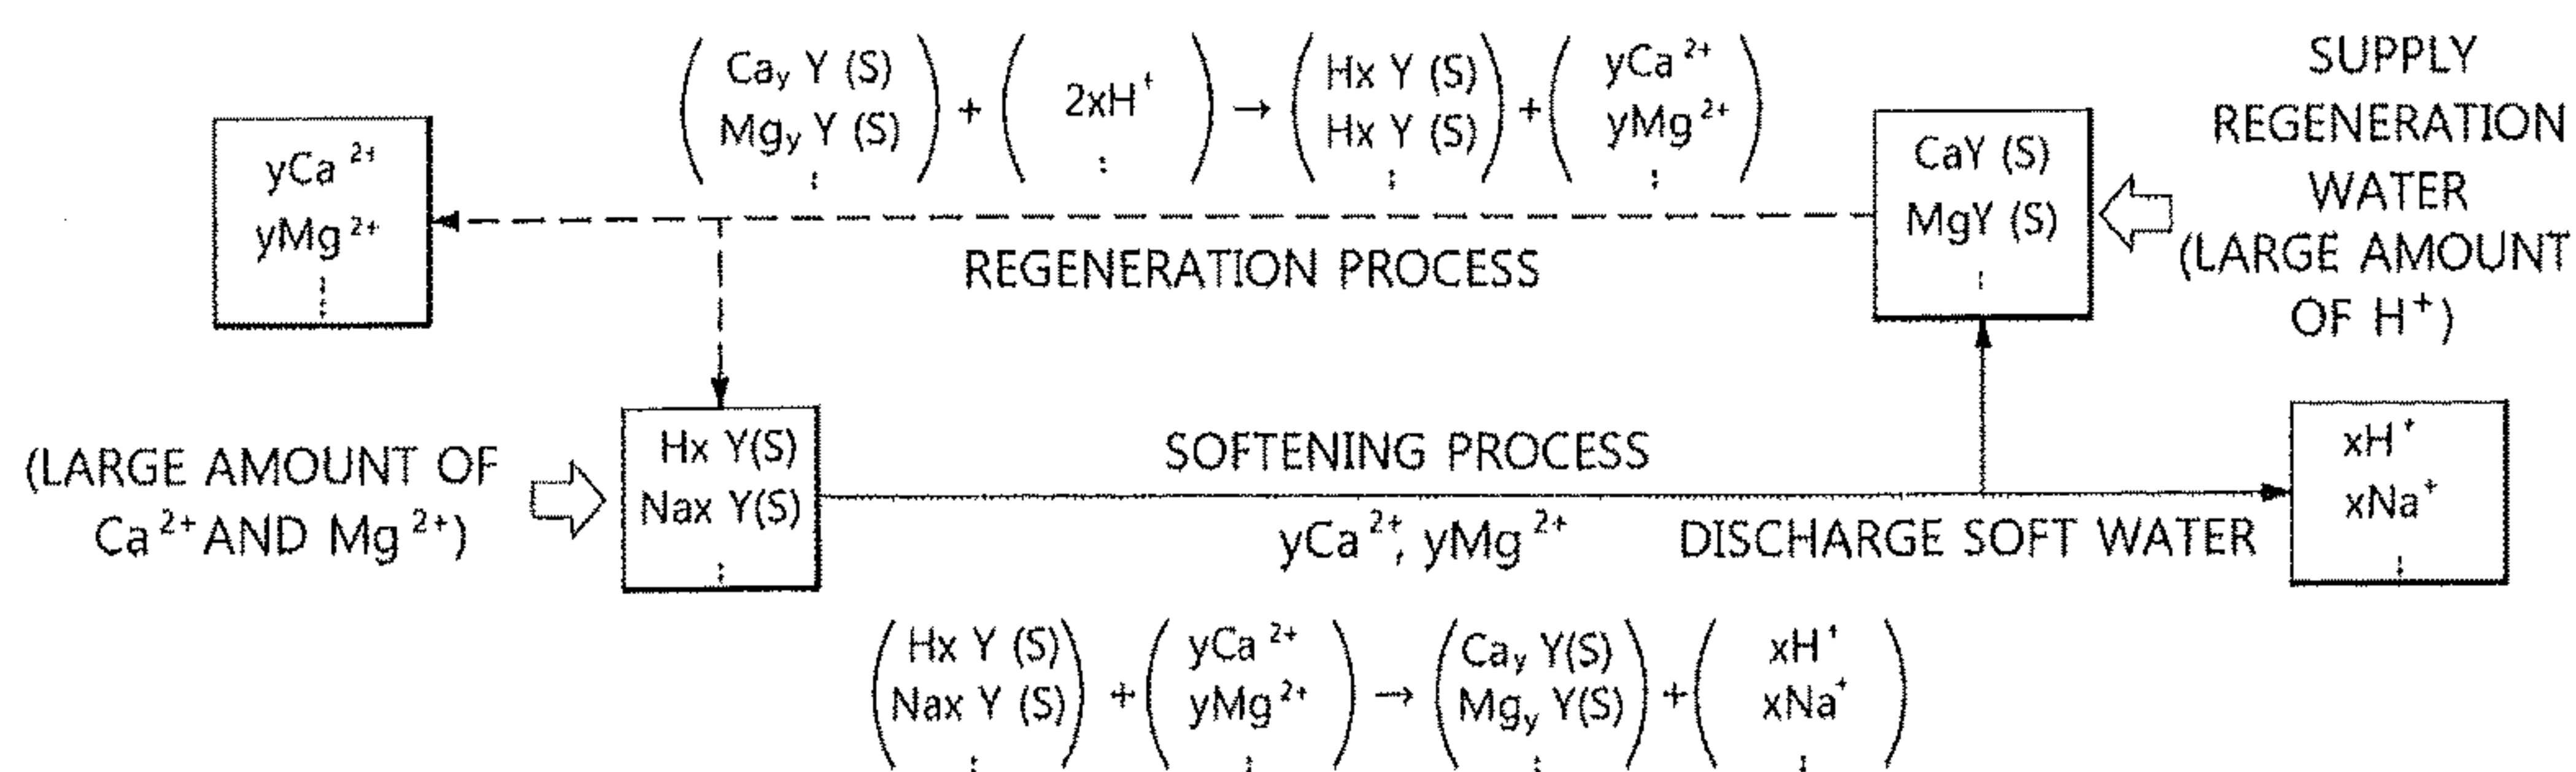 Ca_y Y (S)
Mg_y Y (S)
⋮
+
2xH⁺
⋮
→
Hx Y (S)
Hx Y (S)
⋮
+
yCa²⁺
yMg²⁺
⋮
SUPPLY
REGENERATION
WATER
(LARGE AMOUNT
OF H⁺)
yCa²⁺
yMg²⁺
⋮
CaY (S)
MgY (S)
⋮
REGENERATION PROCESS
(LARGE AMOUNT OF
Ca²⁺ AND Mg²⁺)
Hx Y(S)
Nax Y(S)
⋮
SOFTENING PROCESS
yCa²⁺, yMg²⁺
DISCHARGE SOFT WATER
xH⁺
xNa⁺
⋮
Hx Y (S)
Nax Y (S)
⋮
+
yCa²⁺
yMg²⁺
⋮
→
Ca_y Y(S)
Mg_y Y(S)
⋮
+
xH⁺
xNa⁺
⋮